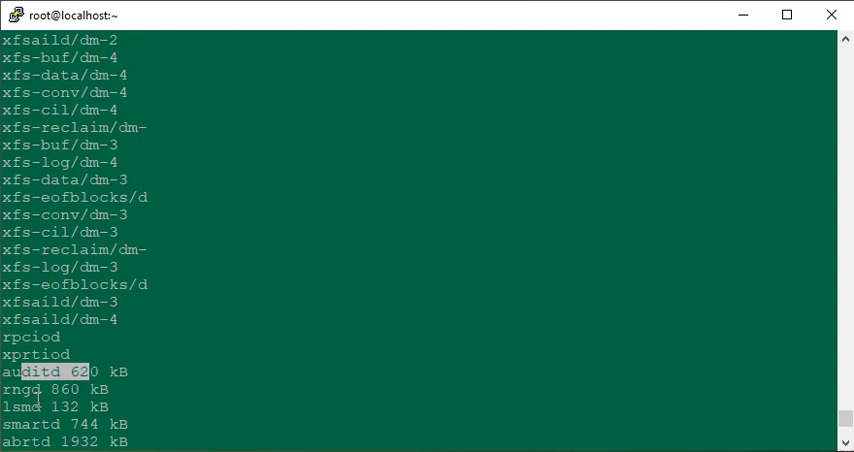 root@localhost:~
xfsaild/dm-2
xfs-buf/dm-4
xfs-data/dm-4
xfs-conv/dm-4
xfs-cil/dm-4
xfs-reclaim/dm-
xfs-buf/dm-3
xfs-log/dm-4
xfs-data/dm-3
xfs-eofblocks/d
xfs-conv/dm-3
xfs-cil/dm-3
xfs-reclaim/dm-
xfs-log/dm-3
xfs-eofblocks/d
xfsaild/dm-3
xfsaild/dm-4
rpciod
xprtiod
auditd 620 kB
rngd 860 kB
lsmd 132 kB
smartd 744 kB
abrtd 1932 kB